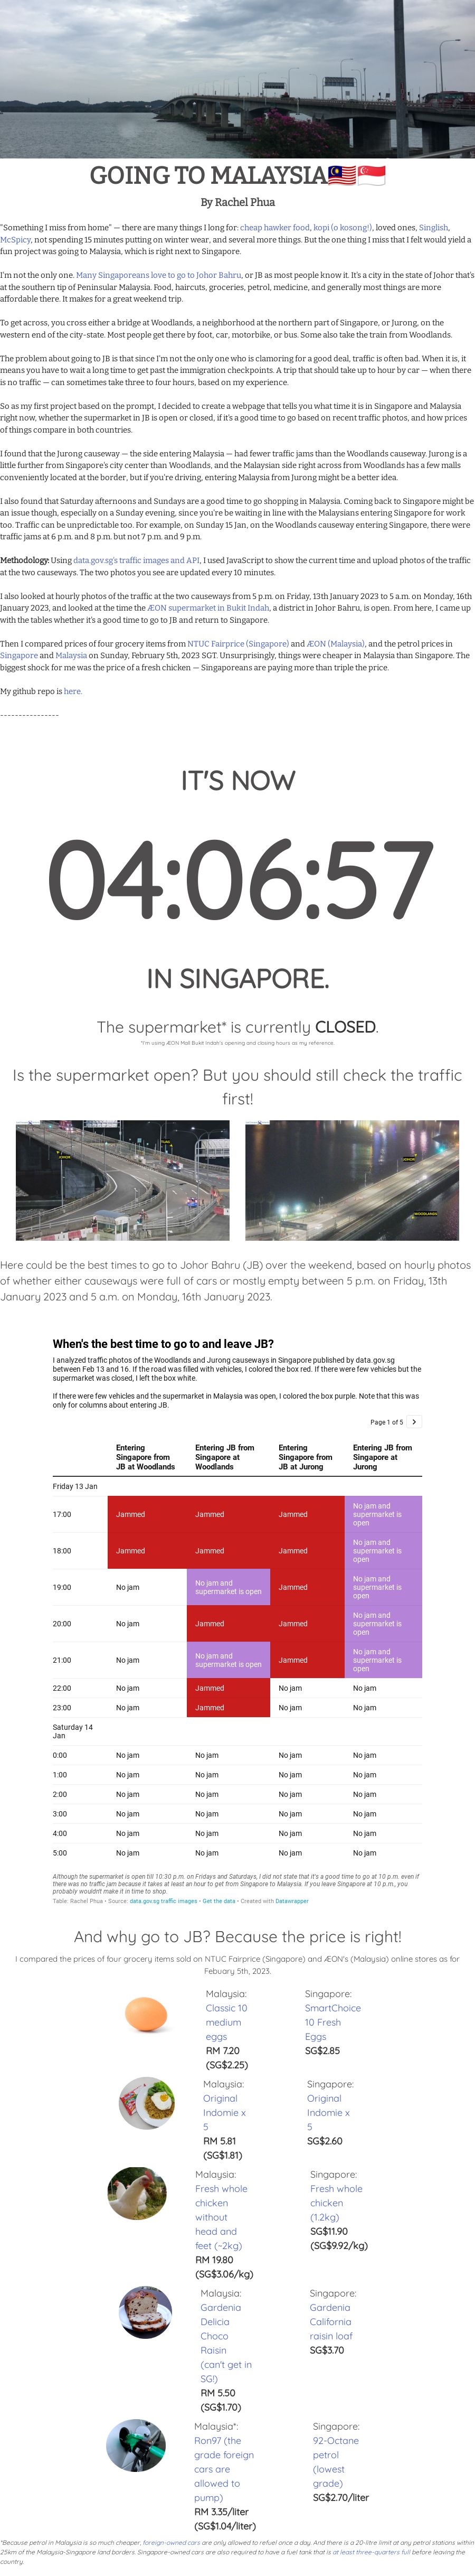 GOING TO MALAYSIA🇲🇾🇸🇬
By Rachel Phua
"Something I miss from home" — there are many things I long for: cheap hawker food, kopi (o kosong!), loved ones, Singlish,
McSpicy, not spending 15 minutes putting on winter wear, and several more things. But the one thing I miss that I felt would yield a
fun project was going to Malaysia, which is right next to Singapore.
I'm not the only one. Many Singaporeans love to go to Johor Bahru, or JB as most people know it. It's a city in the state of Johor that's
at the southern tip of Peninsular Malaysia. Food, haircuts, groceries, petrol, medicine, and generally most things are more
affordable there. It makes for a great weekend trip.
To get across, you cross either a bridge at Woodlands, a neighborhood at the northern part of Singapore, or Jurong, on the
western end of the city-state. Most people get there by foot, car, motorbike, or bus. Some also take the train from Woodlands.
The problem about going to JB is that since I'm not the only one who is clamoring for a good deal, traffic is often bad. When it is, it
means you have to wait a long time to get past the immigration checkpoints. A trip that should take up to hour by car — when there
is no traffic — can sometimes take three to four hours, based on my experience.
So as my first project based on the prompt, I decided to create a webpage that tells you what time it is in Singapore and Malaysia
right now, whether the supermarket in JB is open or closed, if it's a good time to go based on recent traffic photos, and how prices
of things compare in both countries.
I found that the Jurong causeway — the side entering Malaysia — had fewer traffic jams than the Woodlands causeway. Jurong is a
little further from Singapore's city center than Woodlands, and the Malaysian side right across Woodlands has a few malls
conveniently located at the border, but if you're driving, entering Malaysia from Jurong might be a better idea.
I also found that Saturday afternoons and Sundays are a good time to go shopping in Malaysia. Coming back to Singapore might be
an issue though, especially on a Sunday evening, since you're be waiting in line with the Malaysians entering Singapore for work
too. Traffic can be unpredictable too. For example, on Sunday 15 Jan, on the Woodlands causeway entering Singapore, there were
traffic jams at 6 p.m. and 8 p.m. but not 7 p.m. and 9 p.m.
Methodology: Using data.gov.sg's traffic images and API, I used JavaScript to show the current time and upload photos of the traffic
at the two causeways. The two photos you see are updated every 10 minutes.
I also looked at hourly photos of the traffic at the two causeways from 5 p.m. on Friday, 13th January 2023 to 5 a.m. on Monday, 16th
January 2023, and looked at the time the ÆON supermarket in Bukit Indah, a district in Johor Bahru, is open. From here, I came up
with the tables whether it's a good time to go to JB and return to Singapore.
Then I compared prices of four grocery items from NTUC Fairprice (Singapore) and ÆON (Malaysia), and the petrol prices in
Singapore and Malaysia on Sunday, February 5th, 2023 SGT. Unsurprisingly, things were cheaper in Malaysia than Singapore. The
biggest shock for me was the price of a fresh chicken — Singaporeans are paying more than triple the price.
My github repo is here.
----------------
IT'S NOW
04:06:57
IN SINGAPORE.
The supermarket* is currently CLOSED.
*I'm using ÆON Mall Bukit Indah's opening and closing hours as my reference.
Is the supermarket open? But you should still check the traffic
first!
JOHOR
WOODLANDS
Here could be the best times to go to Johor Bahru (JB) over the weekend, based on hourly photos
of whether either causeways were full of cars or mostly empty between 5 p.m. on Friday, 13th
January 2023 and 5 a.m. on Monday, 16th January 2023.
When's the best time to go to and leave JB?
I analyzed traffic photos of the Woodlands and Jurong causeways in Singapore published by data.gov.sg
between Feb 13 and 16. If the road was filled with vehicles, I colored the box red. If there were few vehicles but the
supermarket was closed, I left the box white.
If there were few vehicles and the supermarket in Malaysia was open, I colored the box purple. Note that this was
only for columns about entering JB.
Page 1 of 5 >
Entering Singapore from JB at Woodlands
Entering JB from Singapore at Woodlands
Entering Singapore from JB at Jurong
Entering JB from Singapore at Jurong
Friday 13 Jan
17:00 Jammed Jammed Jammed No jam and supermarket is open
18:00 Jammed Jammed Jammed No jam and supermarket is open
19:00 No jam No jam and supermarket is open Jammed No jam and supermarket is open
20:00 No jam Jammed Jammed No jam and supermarket is open
21:00 No jam No jam and supermarket is open Jammed No jam and supermarket is open
22:00 No jam Jammed No jam No jam
23:00 No jam Jammed No jam No jam
Saturday 14
Jan
0:00 No jam No jam No jam No jam
1:00 No jam No jam No jam No jam
2:00 No jam No jam No jam No jam
3:00 No jam No jam No jam No jam
4:00 No jam No jam No jam No jam
5:00 No jam No jam No jam No jam
Although the supermarket is open till 10:30 p.m. on Fridays and Saturdays, I did not state that it's a good time to go at 10 p.m. even if
there was no traffic jam because it takes at least an hour to get from Singapore to Malaysia. If you leave Singapore at 10 p.m., you
probably wouldn't make it in time to shop.
Table: Rachel Phua • Source: data.gov.sg traffic images • Get the data • Created with Datawrapper
And why go to JB? Because the price is right!
I compared the prices of four grocery items sold on NTUC Fairprice (Singapore) and ÆON's (Malaysia) online stores as for
Febuary 5th, 2023.
Malaysia:
Classic 10
medium
eggs
RM 7.20
(SG$2.25)
Singapore:
SmartChoice
10 Fresh
Eggs
SG$2.85
Malaysia:
Original
Indomie x
5
RM 5.81
(SG$1.81)
Singapore:
Original
Indomie x
5
SG$2.60
Malaysia:
Fresh whole
chicken
without
head and
feet (~2kg)
RM 19.80
(SG$3.06/kg)
Singapore:
Fresh whole
chicken
(1.2kg)
SG$11.90
(SG$9.92/kg)
Malaysia:
Gardenia
Delicia
Choco
Raisin
(can't get in
SG!)
RM 5.50
(SG$1.70)
Singapore:
Gardenia
California
raisin loaf
SG$3.70
Malaysia*:
Ron97 (the
grade foreign
cars are
allowed to
pump)
RM 3.35/liter
(SG$1.04/liter)
Singapore:
92-Octane
petrol
(lowest
grade)
SG$2.70/liter
*Because petrol in Malaysia is so much cheaper, foreign-owned cars are only allowed to refuel once a day. And there is a 20-litre limit at any petrol stations within
25km of the Malaysia-Singapore land borders. Singapore-owned cars are also required to have a fuel tank that is at least three-quarters full before leaving the
country.